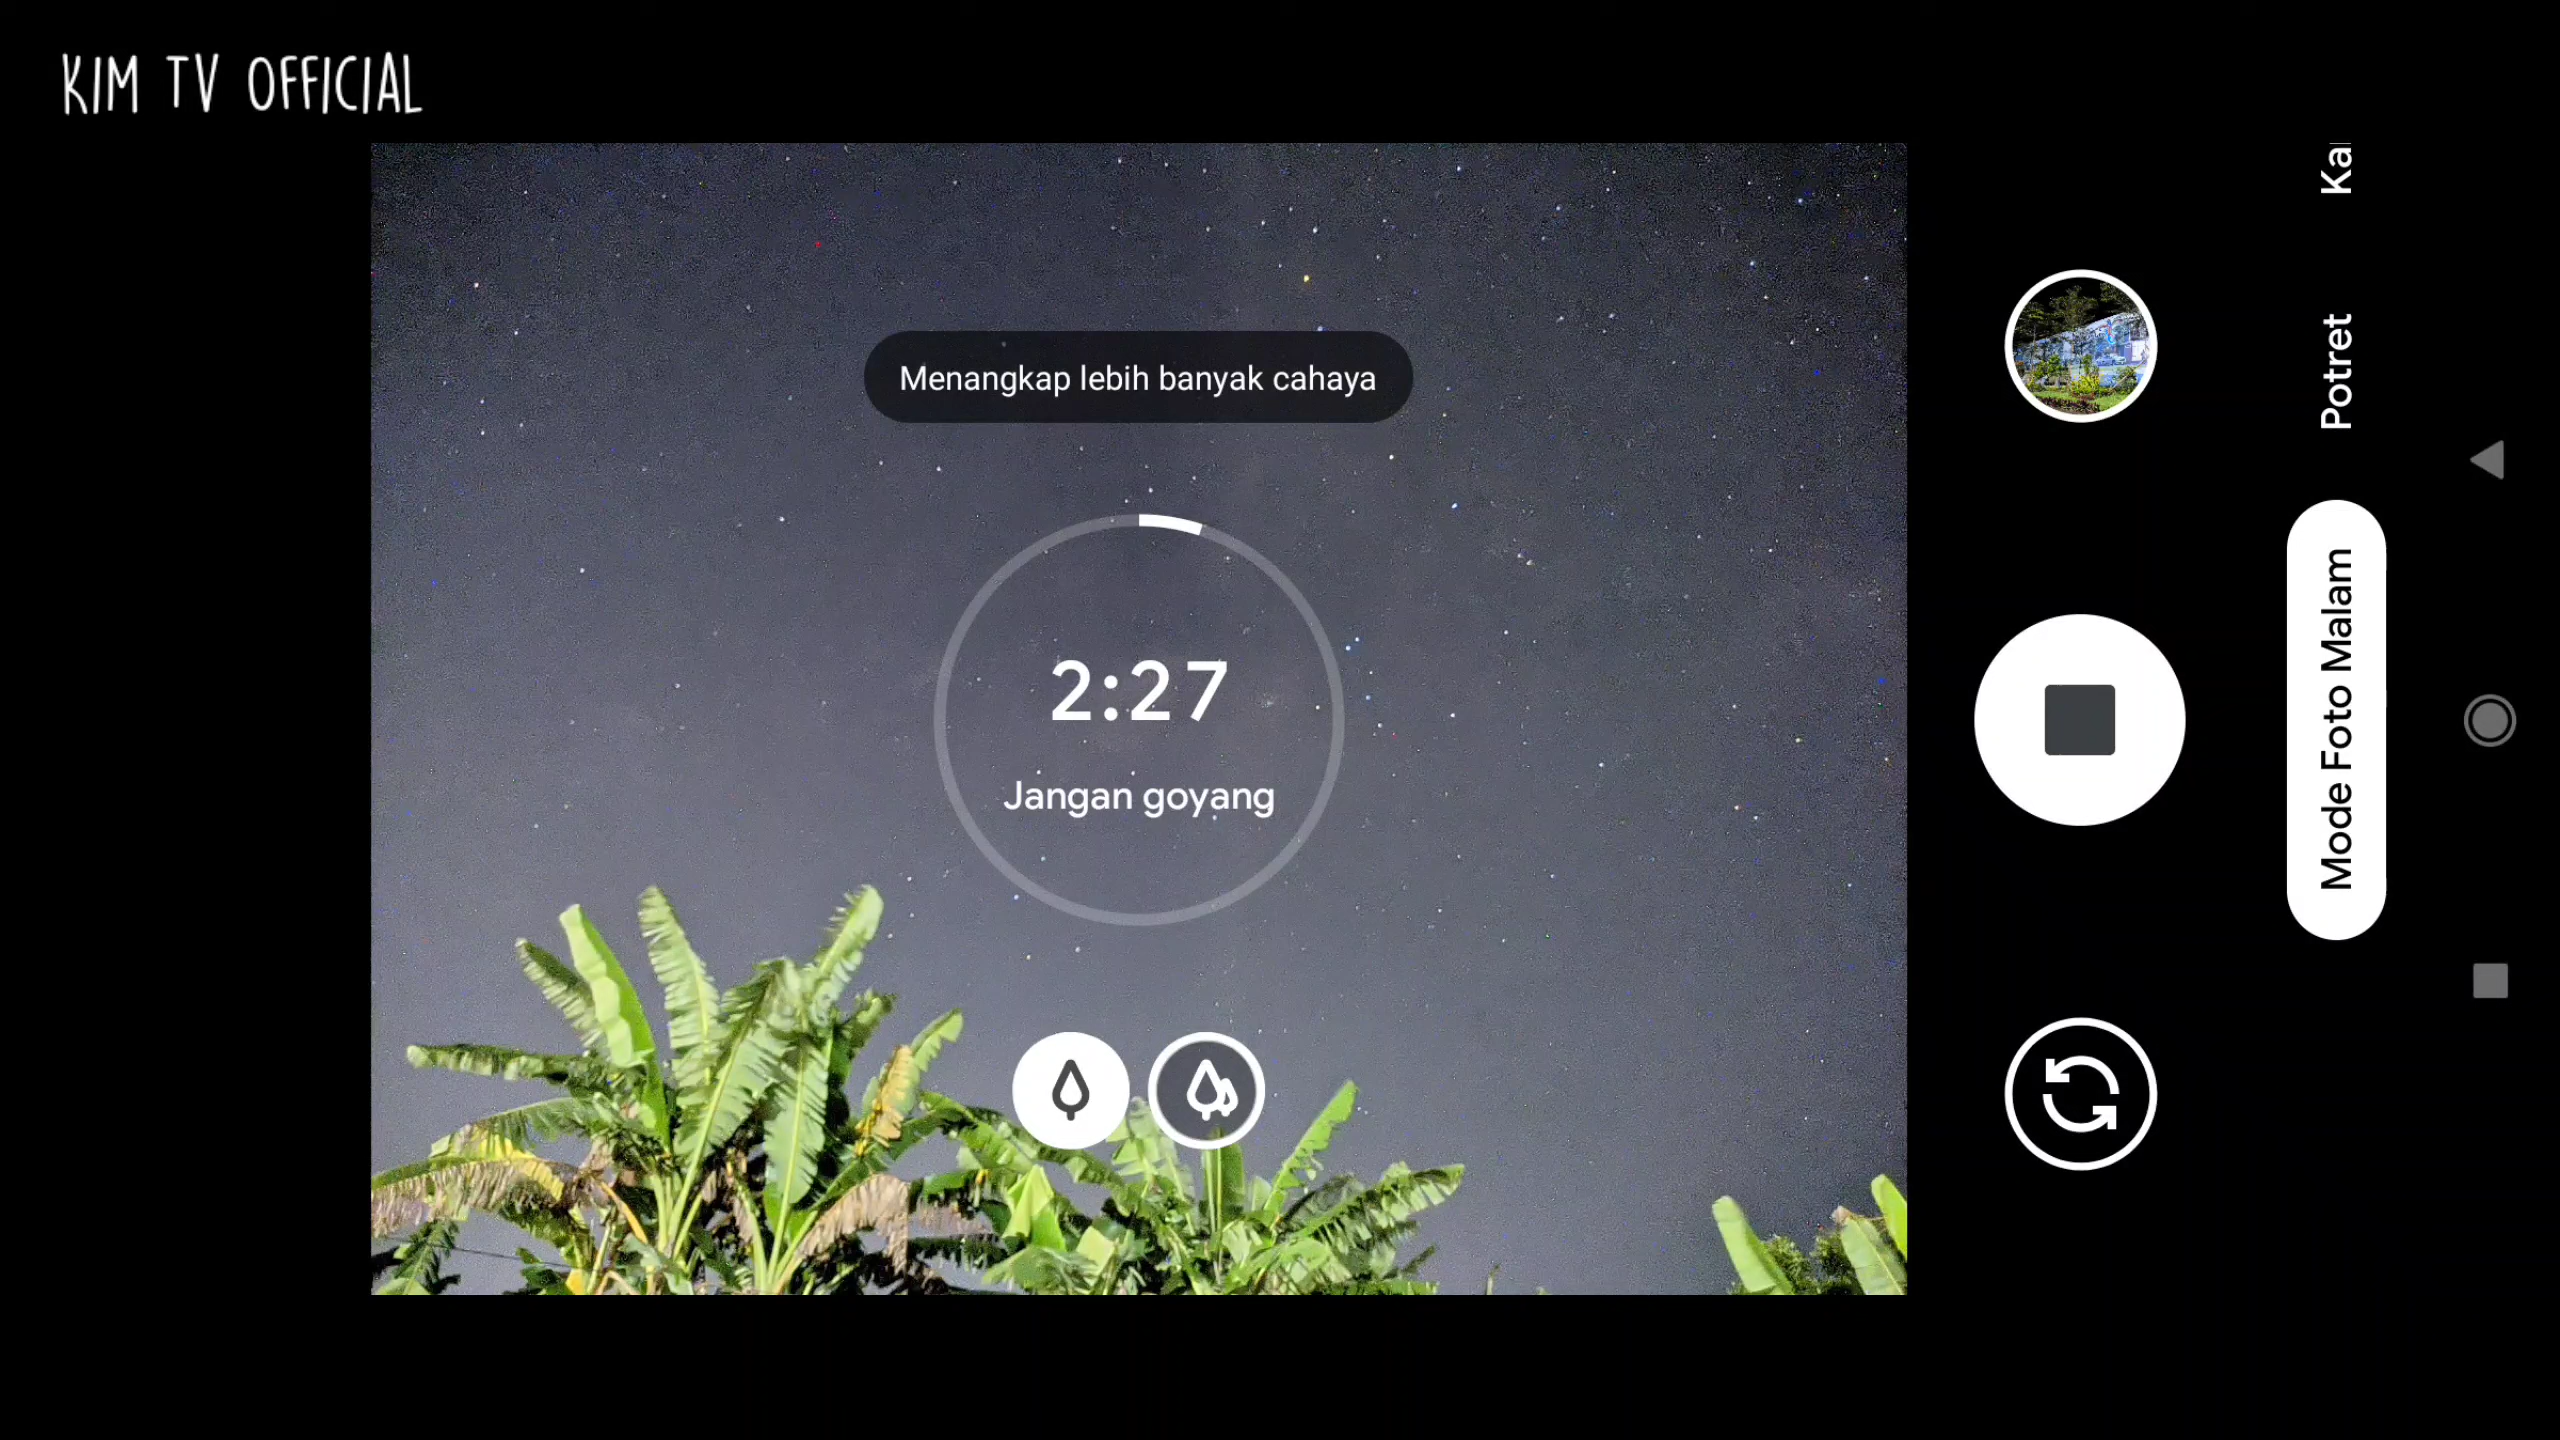 KIM TV OFFICIAL
Menangkap lebih banyak cahaya
2:27
Jangan goyang
Ka
Potret
Mode Foto Malam